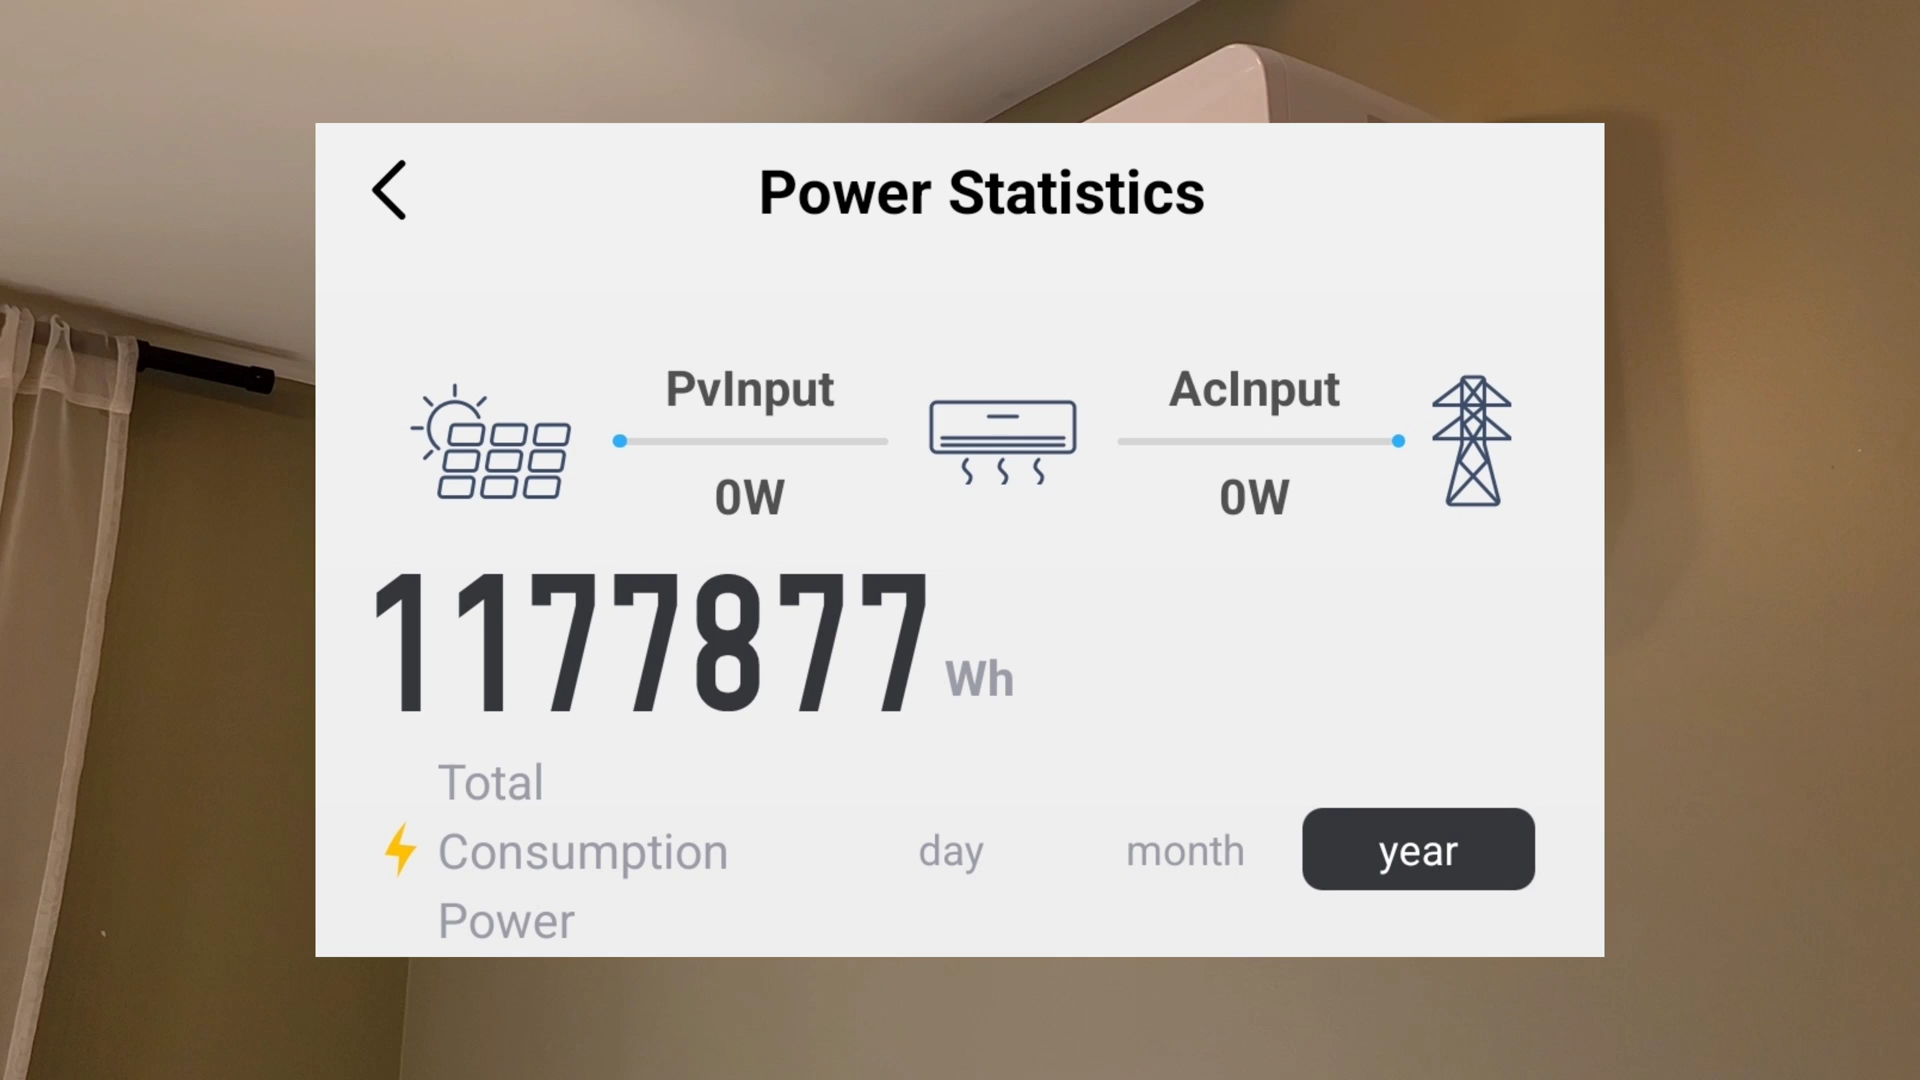 Power Statistics
PvInput
AcInput
0W
0W
1177877 Wh
Total
Consumption
Power
day
month
year